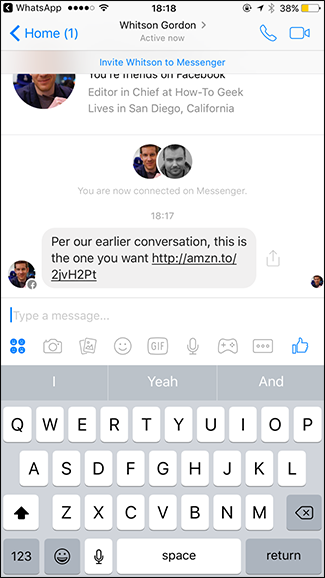 WhatsApp 18:18 38%
Home (1) Whitson Gordon >
Active now
Invite Whitson to Messenger
You're friends on Facebook
Editor in Chief at How-To Geek
Lives in San Diego, California
You are now connected on Messenger.
18:17
Per our earlier conversation, this is
the one you want http://amzn.to/
2jvH2Pt
Type a message...
GIF
I Yeah And
Q W E R T Y U I O P
A S D F G H J K L
Z X C V B N M
123 space return